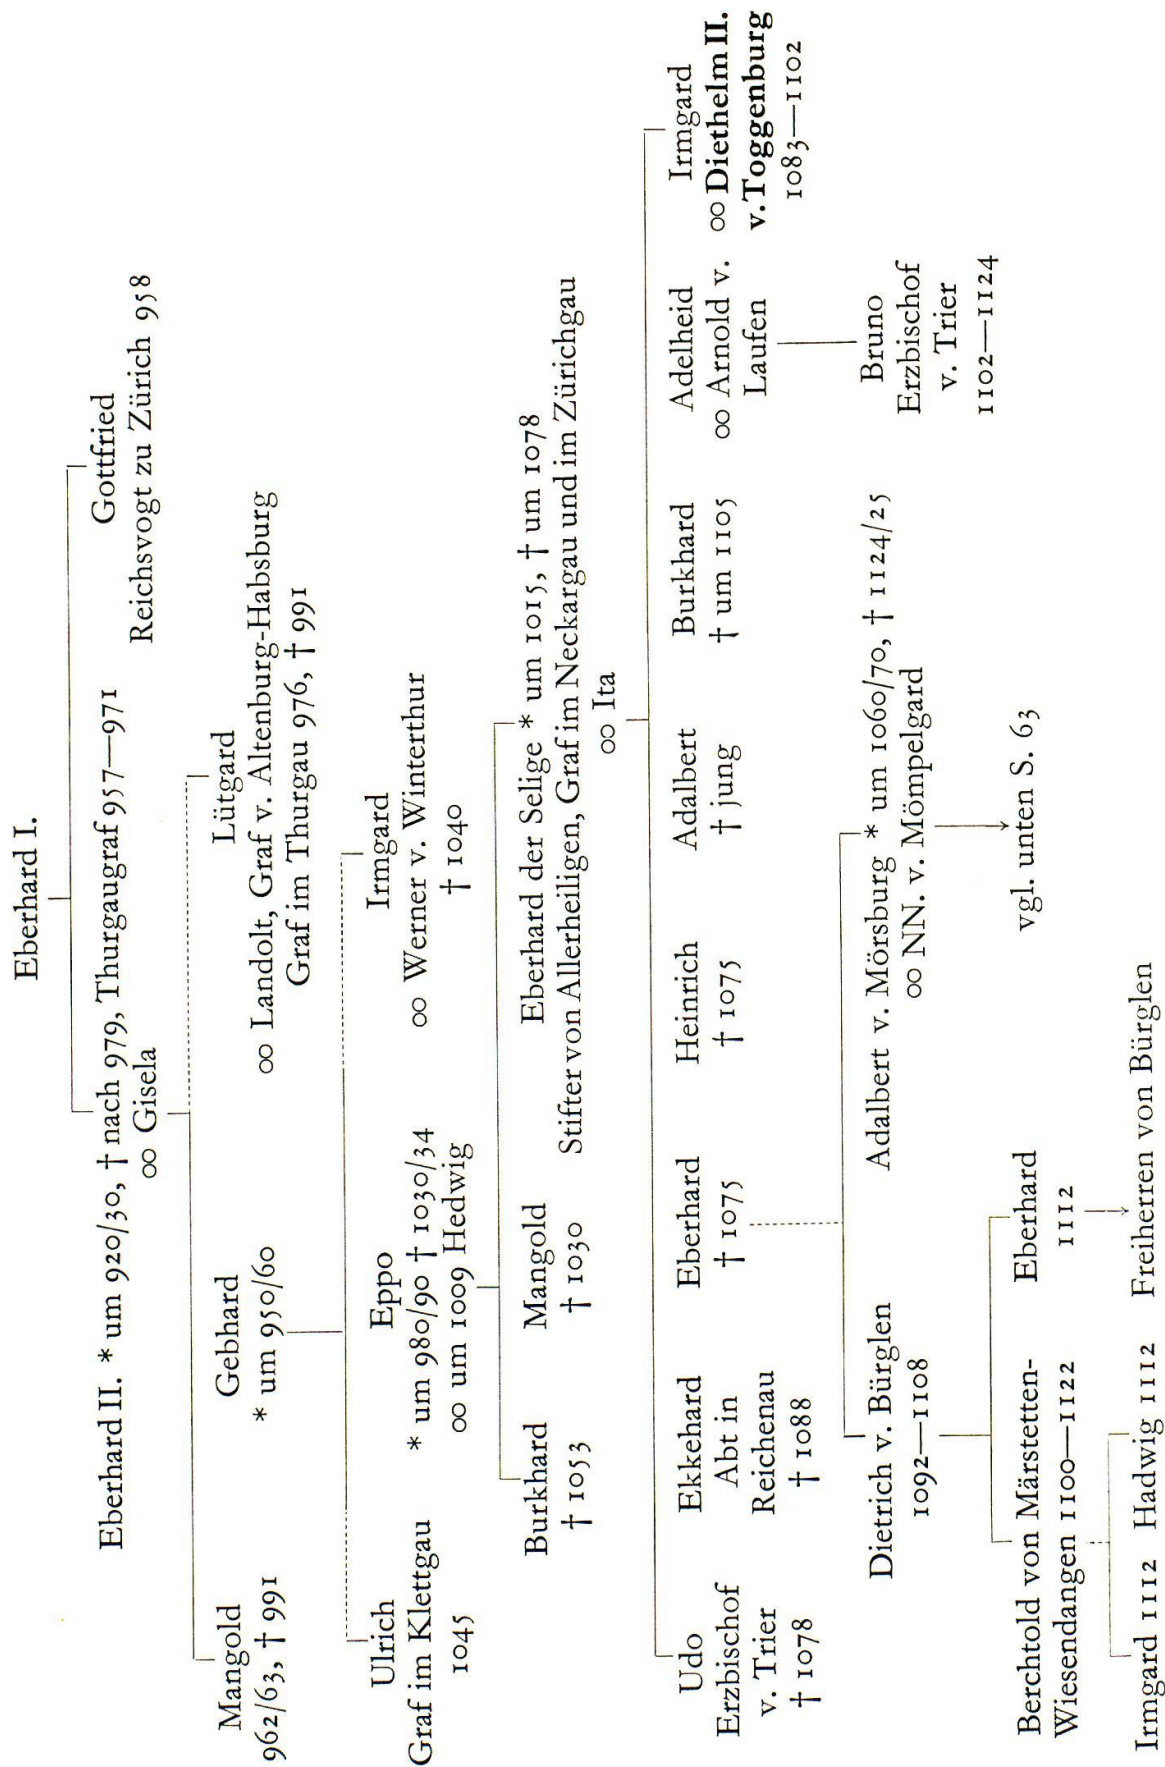 Eberhard I.
Eberhard II. * um 920/30, † nach 979, Thurgaugraf 957—971
∞ Gisela
Gottfried
Reichsvogt zu Zürich 958
Mangold
962/63, † 991
Gebhard
* um 950/60
Lütgard
∞ Landolt, Graf v. Altenburg-Habsburg
Graf im Thurgau 976, † 991
Ulrich
Graf im Klettgau
1045
Eppo
* um 980/90 † 1030/34
∞ um 1009 Hedwig
Irmgard
∞ Werner v. Winterthur
† 1040
Burkhard
† 1053
Mangold
† 1030
Eberhard der Selige * um 1015, † um 1078
Stifter von Allerheiligen, Graf im Neckargau und im Zürichgau
∞ Ita
Udo
Erzbischof
v. Trier
† 1078
Ekkehard
Abt in
Reichenau
† 1088
Eberhard
† 1075
Heinrich
† 1075
Adalbert
† jung
Burkhard
† um 1105
Adelheid
∞ Arnold v.
Laufen
Irmgard
∞ Diethelm II.
v. Toggenburg
1083—1102
Dietrich v. Bürglen
1092—1108
Adalbert v. Mörsburg * um 1060/70, † 1124/25
∞ NN. v. Mömpelgard
Bruno
Erzbischof
v. Trier
1102—1124
Berchtold von Märstetten-
Wiesendangen 1100—1122
Eberhard
1112
vgl. unten S. 63
Irmgard 1112
Hadwig 1112
Freiherren von Bürglen